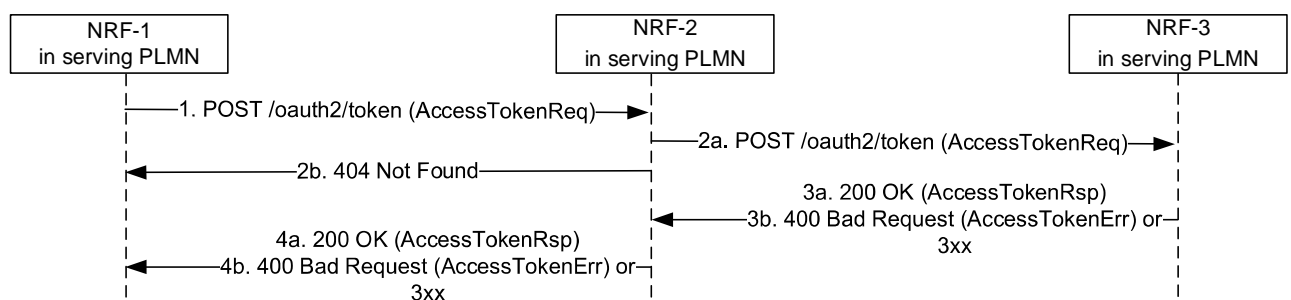 NRF-1
in serving PLMN
NRF-2
in serving PLMN
NRF-3
in serving PLMN
1. POST /oauth2/token (AccessTokenReq)
2a. POST /oauth2/token (AccessTokenReq)
2b. 404 Not Found
3a. 200 OK (AccessTokenRsp)
3b. 400 Bad Request (AccessTokenErr) or
3xx
4a. 200 OK (AccessTokenRsp)
4b. 400 Bad Request (AccessTokenErr) or
3xx